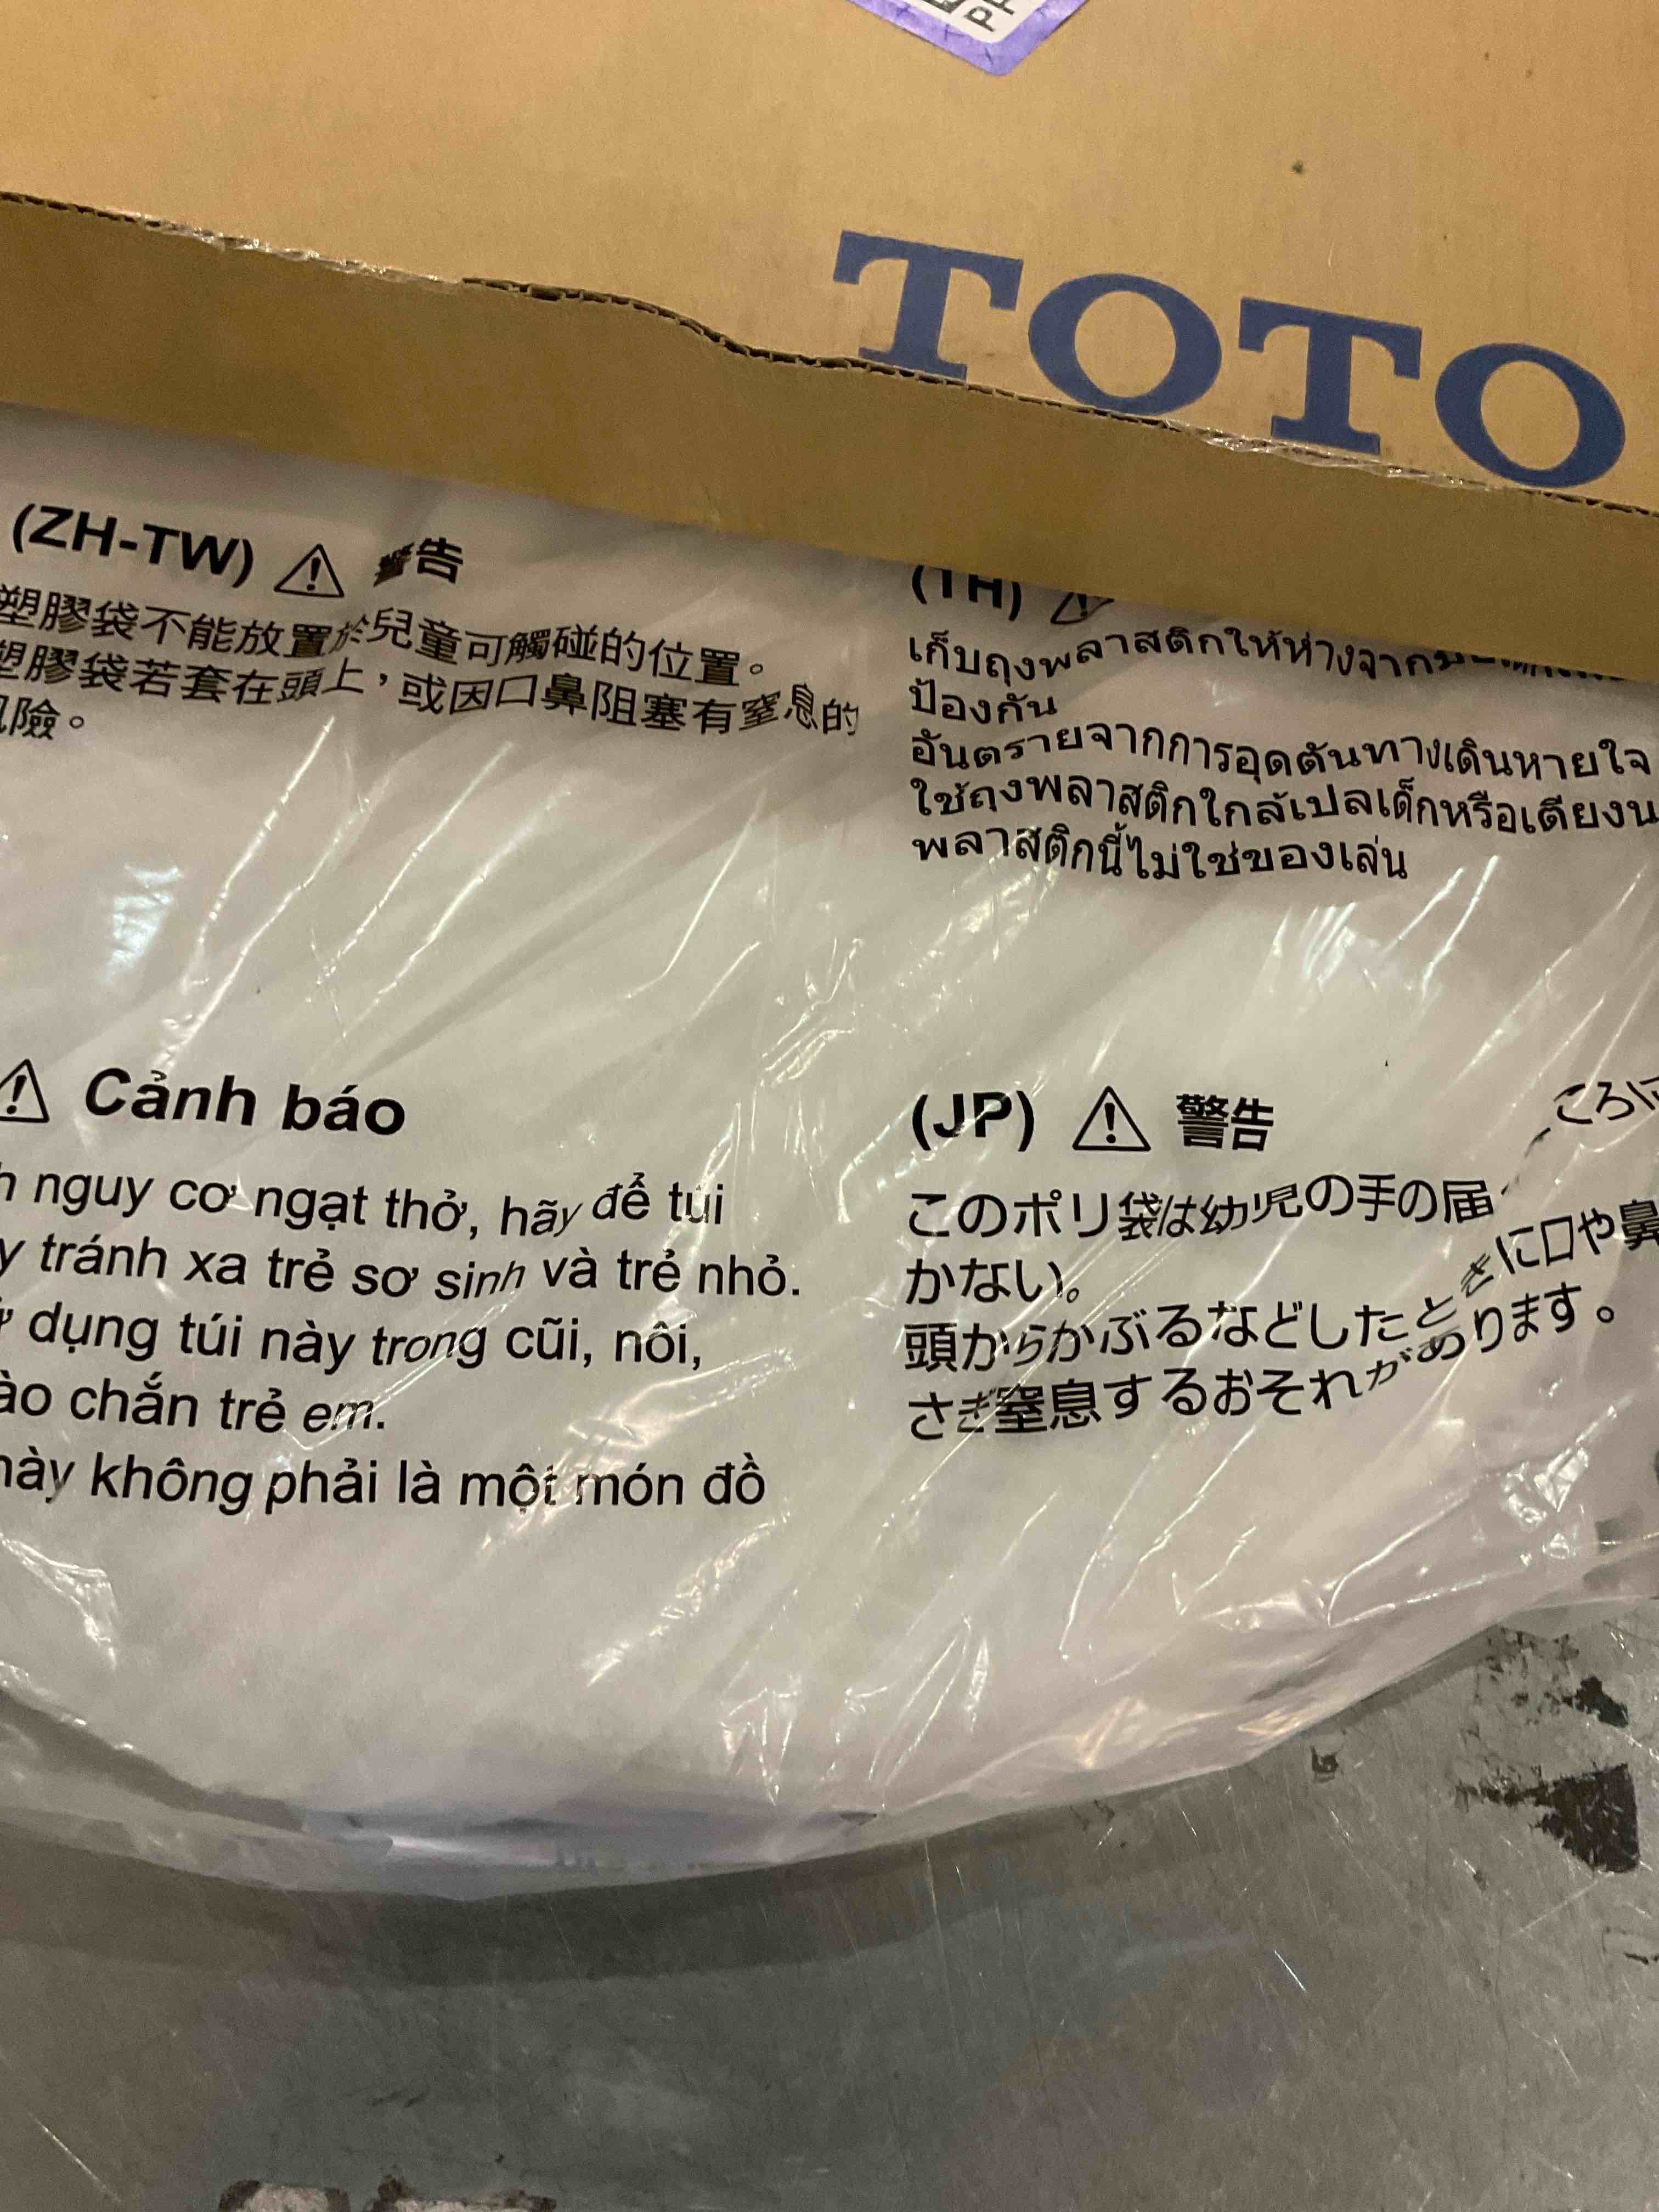 TOTO
(ZH-TW) ⚠ 警告
塑膠袋不能放置於兒童可觸碰的位置。
塑膠袋若套在頭上，或因口鼻阻塞有窒息的
風險。
(TH) ⚠
เก็บถุงพลาสติกให้ห่างจาก
ป้องกัน
อันตรายจากการอุดตันทางเดินหายใจ
ใช้ถุงพลาสติกใกล้เปลเด็กหรือเตียงน
พลาสติกนี้ไม่ใช่ของเล่น
⚠ Cảnh báo
nguy cơ ngạt thở, hãy để túi
tránh xa trẻ sơ sinh và trẻ nhỏ.
dụng túi này trong cũi, nôi,
chắn trẻ em.
này không phải là một món đồ
(JP) ⚠ 警告
このポリ袋は幼児の手の届 ころに
かない。
頭からかぶるなどしたときに口や鼻
さぎ窒息するおそれがあります。